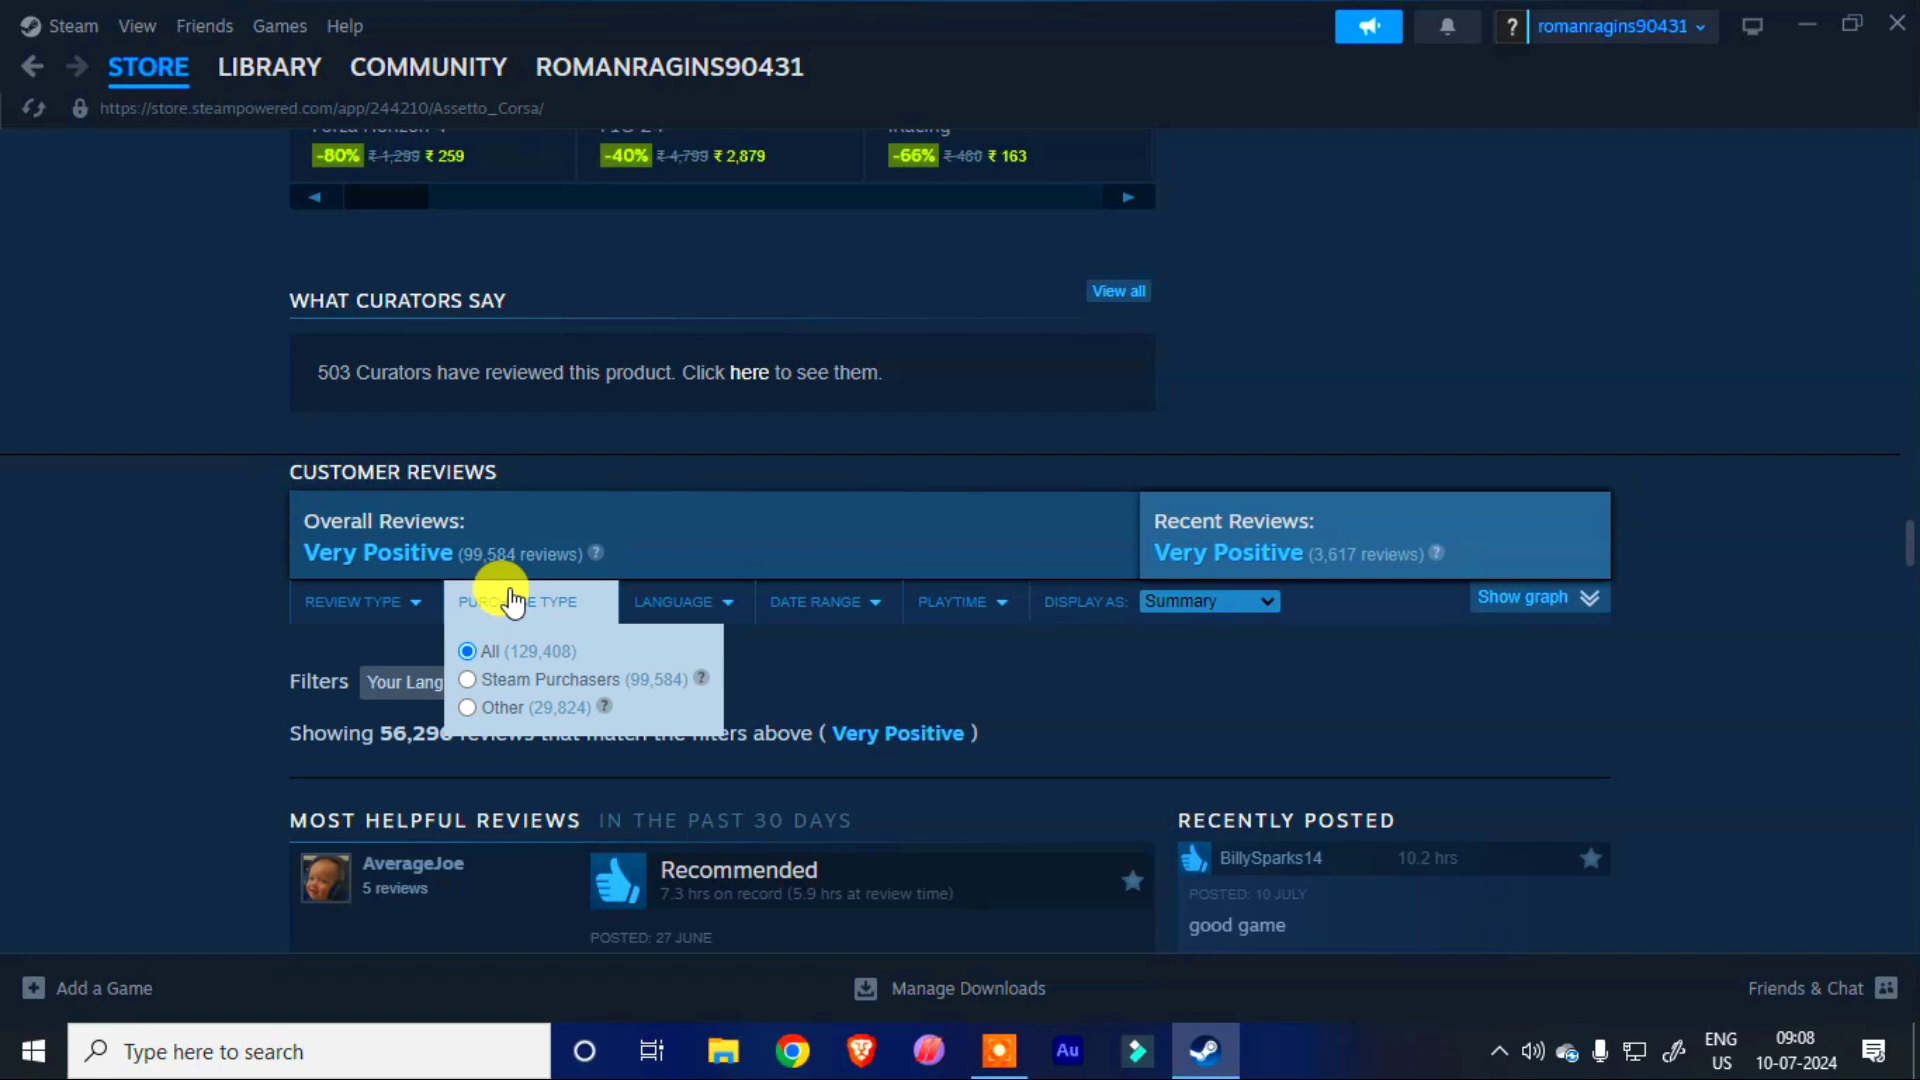 Steam View Friends Games Help
? romanragins90431
STORE LIBRARY COMMUNITY ROMANRAGINS90431
https://store.steampowered.com/app/244210/Assetto_Corsa/
-80% ₹ 1,299 ₹ 259
-40% ₹ 4,799 ₹ 2,879
-66% ₹ 480 ₹ 163
WHAT CURATORS SAY
View all
503 Curators have reviewed this product. Click here to see them.
CUSTOMER REVIEWS
Overall Reviews:
Very Positive (99,584 reviews) ?
Recent Reviews:
Very Positive (3,617 reviews) ?
REVIEW TYPE
TYPE
LANGUAGE
DATE RANGE
PLAYTIME
DISPLAY AS: Summary
Show graph
All (129,408)
Steam Purchasers (99,584) ?
Other (29,824) ?
Filters Your Lang
Showing 56,29 above ( Very Positive )
MOST HELPFUL REVIEWS IN THE PAST 30 DAYS
AverageJoe
5 reviews
Recommended
7.3 hrs on record (5.9 hrs at review time)
POSTED: 27 JUNE
RECENTLY POSTED
BillySparks14 10.2 hrs
POSTED: 10 JULY
good game
Add a Game
Manage Downloads
Friends & Chat
Type here to search
Au
ENG
US
09:08
10-07-2024